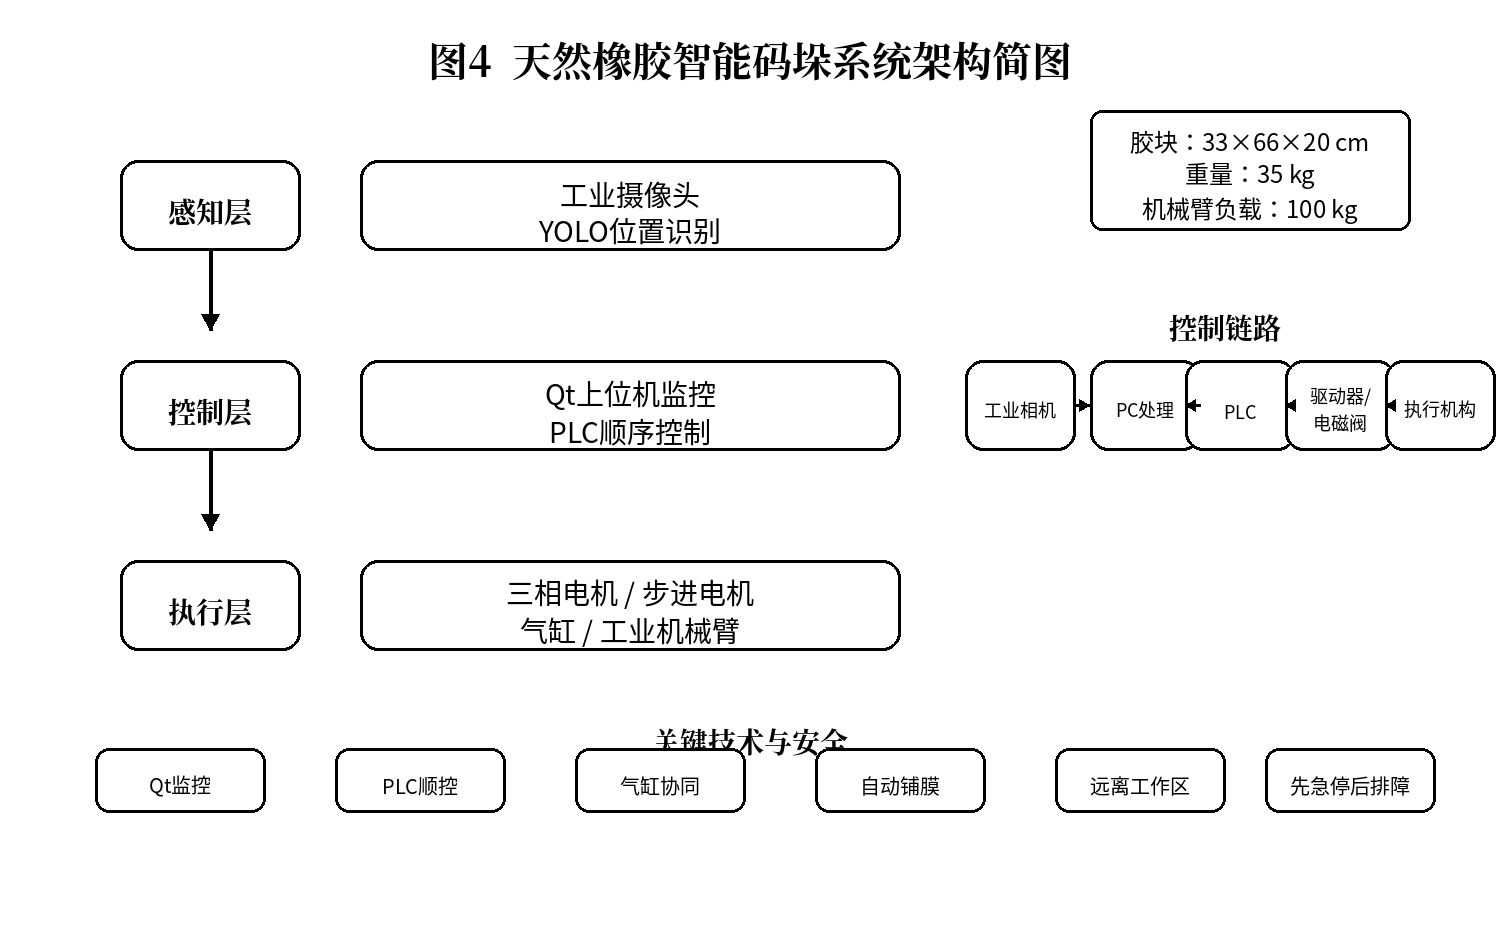 图4 天然橡胶智能码垛系统架构简图
胶块：33×66×20 cm
重量：35 kg
机械臂负载：100 kg
感知层
工业摄像头
YOLO位置识别
控制链路
控制层
Qt上位机监控
PLC顺序控制
工业相机
PC处理
PLC
驱动器/
电磁阀
执行机构
执行层
三相电机 / 步进电机
气缸 / 工业机械臂
关键技术与安全
Qt监控
PLC顺控
气缸协同
自动铺膜
远离工作区
先急停后排障